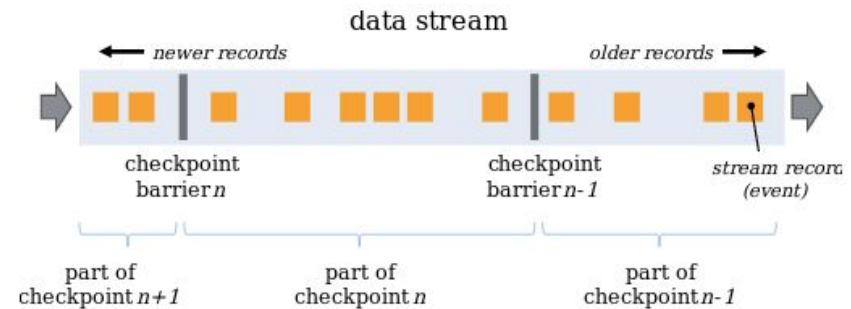 data stream
newer records
older records
checkpoint
barrier n
checkpoint
barrier n-1
stream recor
(event)
part of
checkpoint n+1
part of
checkpoint n
part of
checkpoint n-1